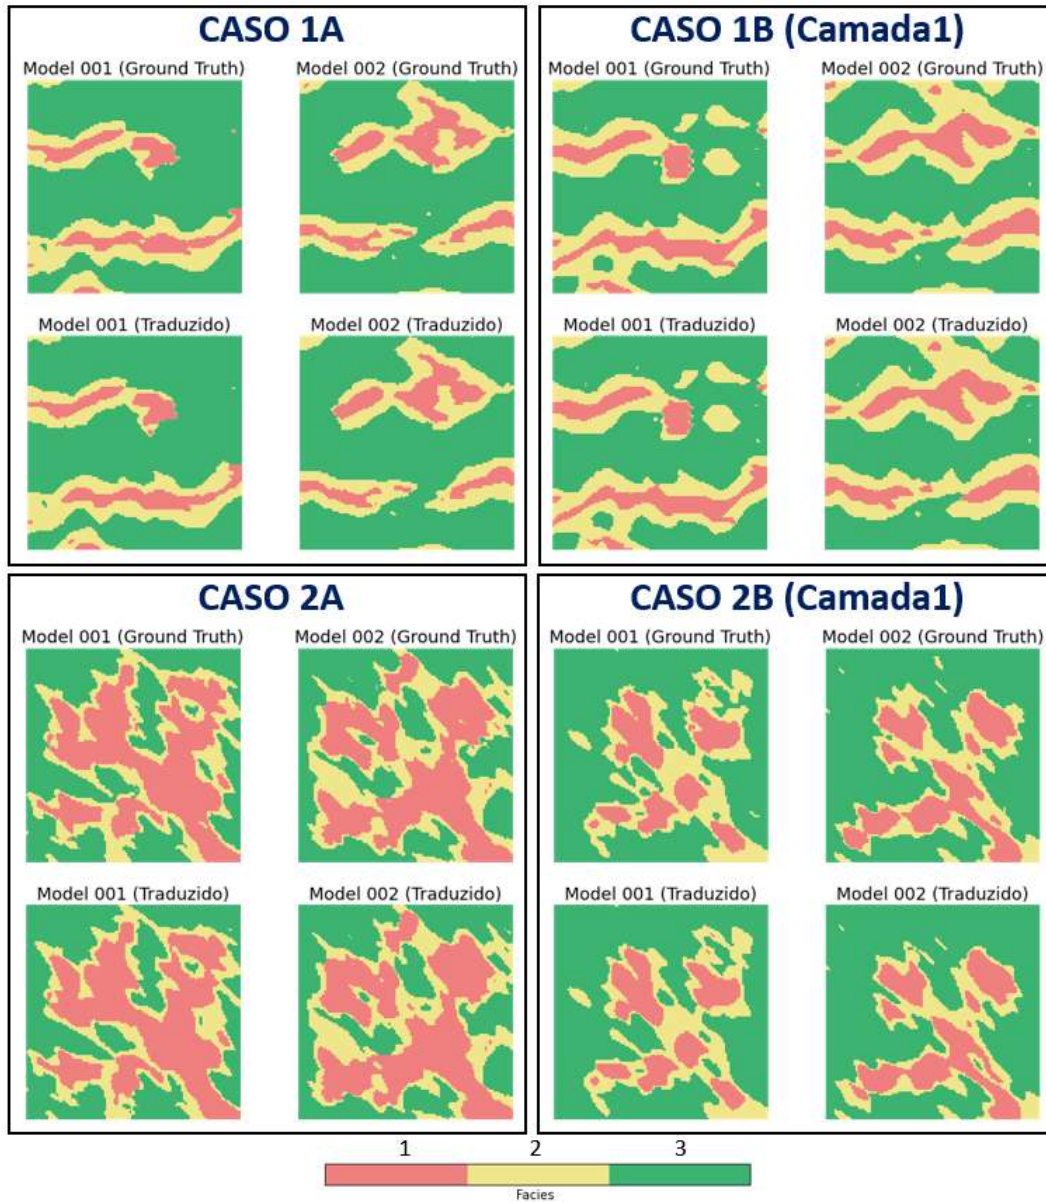 CASO 1A
Model 001 (Ground Truth) Model 002 (Ground Truth)
Model 001 (Traduzido) Model 002 (Traduzido)
CASO 1B (Camada1)
Model 001 (Ground Truth) Model 002 (Ground Truth)
Model 001 (Traduzido) Model 002 (Traduzido)
CASO 2A
Model 001 (Ground Truth) Model 002 (Ground Truth)
Model 001 (Traduzido) Model 002 (Traduzido)
CASO 2B (Camada1)
Model 001 (Ground Truth) Model 002 (Ground Truth)
Model 001 (Traduzido) Model 002 (Traduzido)
1 2 3
Facies